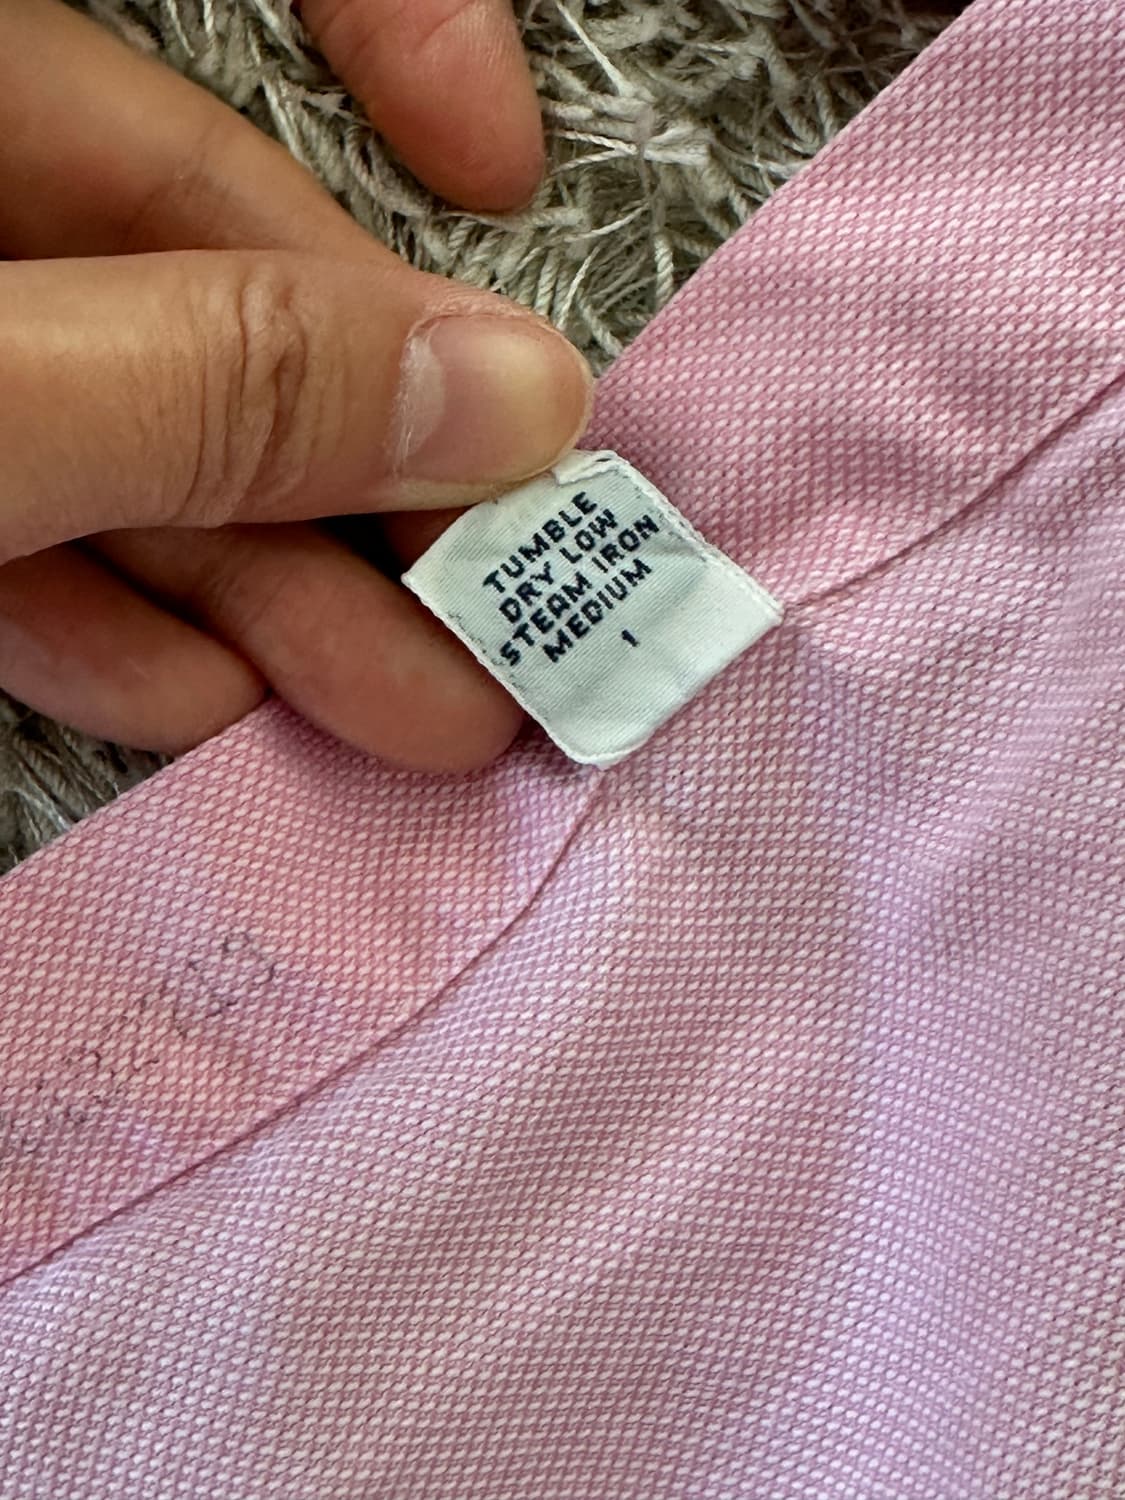 TUMBLE
DRY LOW
STEAM IRON
MEDIUM
1